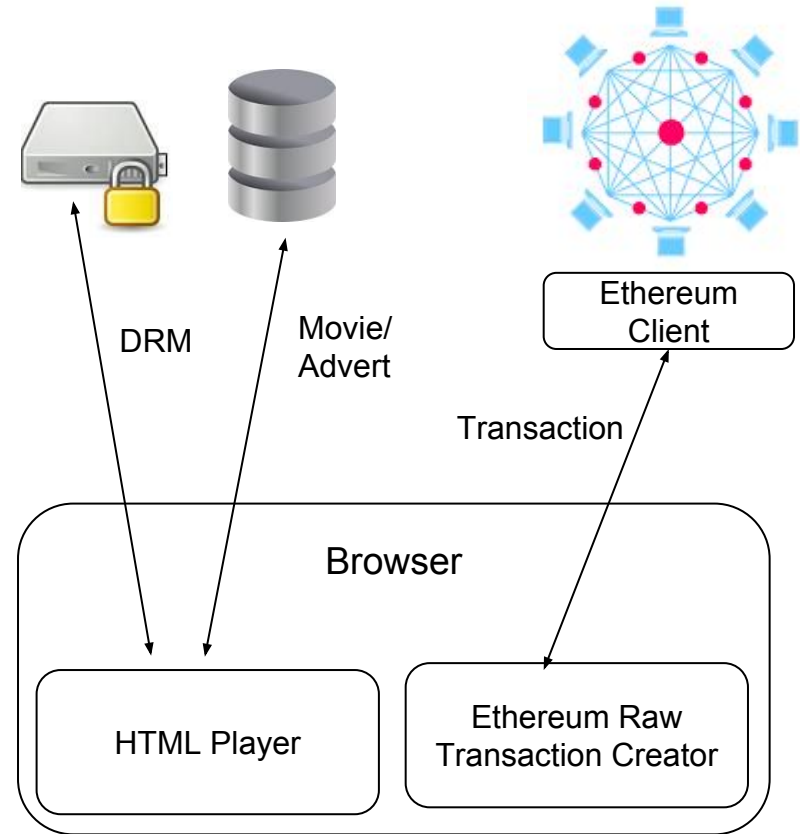 Ethereum
Client
DRM
Movie/
Advert
Transaction
Browser
HTML Player
Ethereum Raw
Transaction Creator